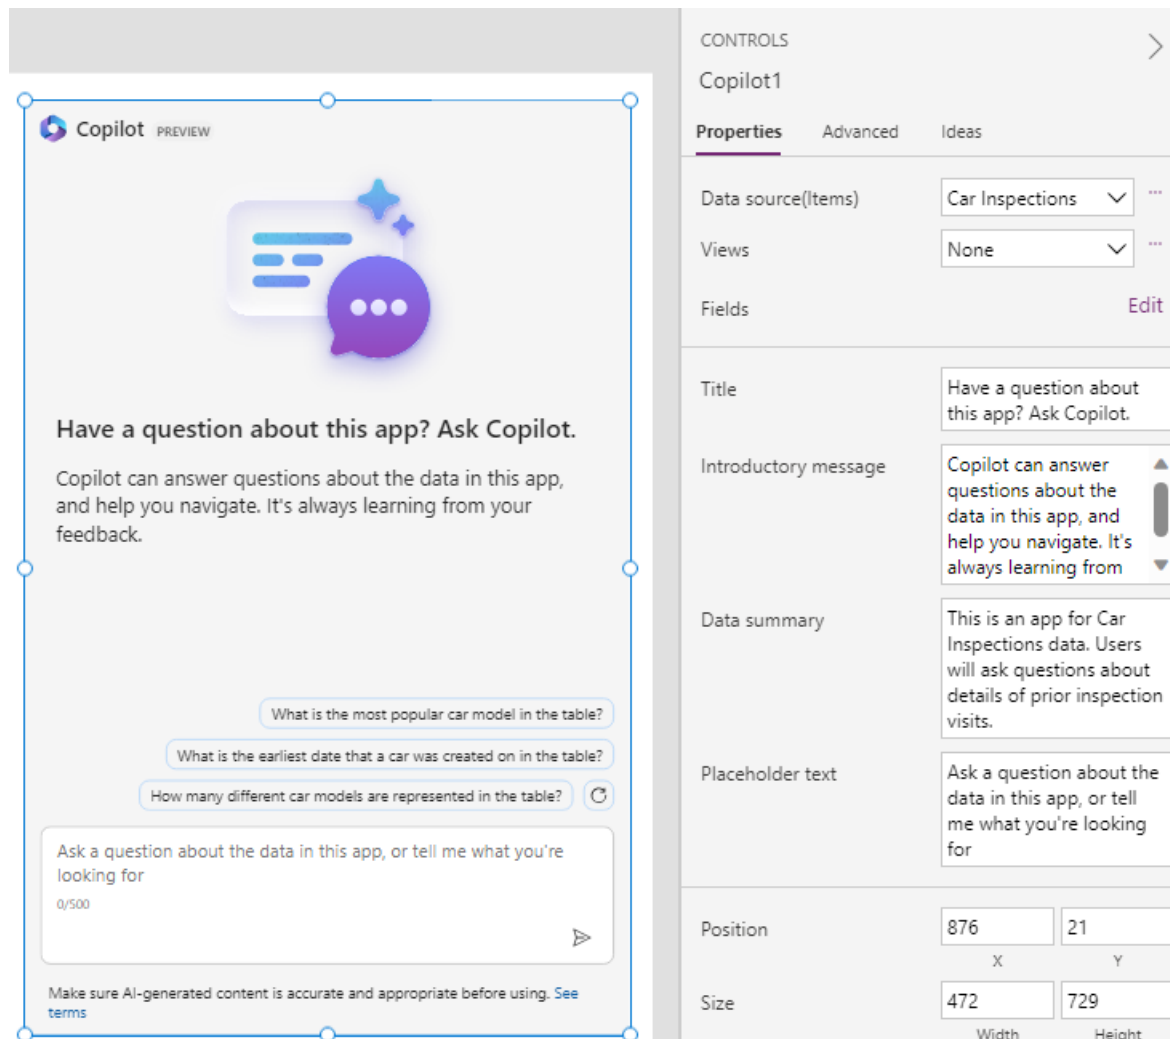 Copilot PREVIEW
Have a question about this app? Ask Copilot.
Copilot can answer questions about the data in this app,
and help you navigate. It's always learning from your
feedback.
What is the most popular car model in the table?
What is the earliest date that a car was created on in the table?
How many different car models are represented in the table?
Ask a question about the data in this app, or tell me what you're
looking for
0/500
Make sure AI-generated content is accurate and appropriate before using. See
terms
CONTROLS
Copilot1
Properties Advanced Ideas
Data source(Items) Car Inspections
Views None
Fields Edit
Title
Have a question about
this app? Ask Copilot.
Introductory message
Copilot can answer
questions about the
data in this app, and
help you navigate. It's
always learning from
Data summary
This is an app for Car
Inspections data. Users
will ask questions about
details of prior inspection
visits.
Placeholder text
Ask a question about the
data in this app, or tell
me what you're looking
for
Position 876 21
X Y
Size 472 729
Width Height